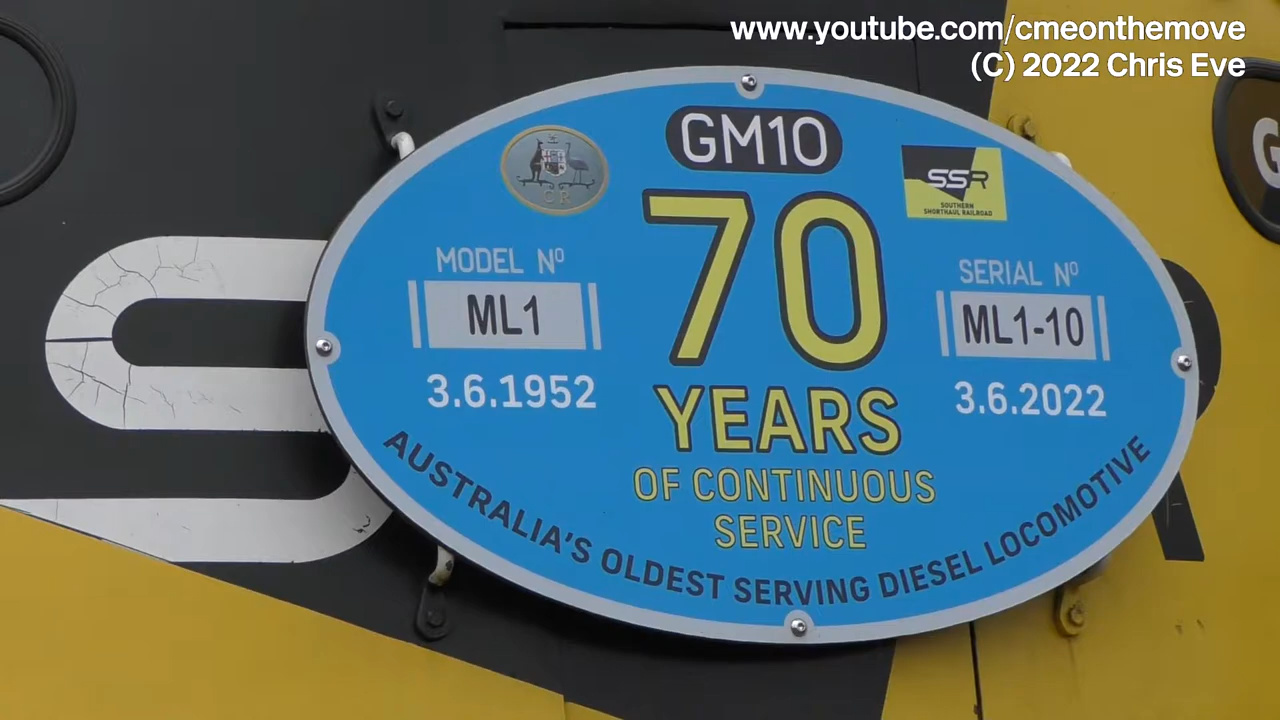 www.youtube.com/cmeonthemove
(C) 2022 Chris Eve
GM10
CR
SSR
SOUTHERN
SHORTHAUL RAILROAD
70
YEARS
OF CONTINUOUS
SERVICE
MODEL Nº
ML1
3.6.1952
SERIAL Nº
ML1-10
3.6.2022
AUSTRALIA'S OLDEST SERVING DIESEL LOCOMOTIVE